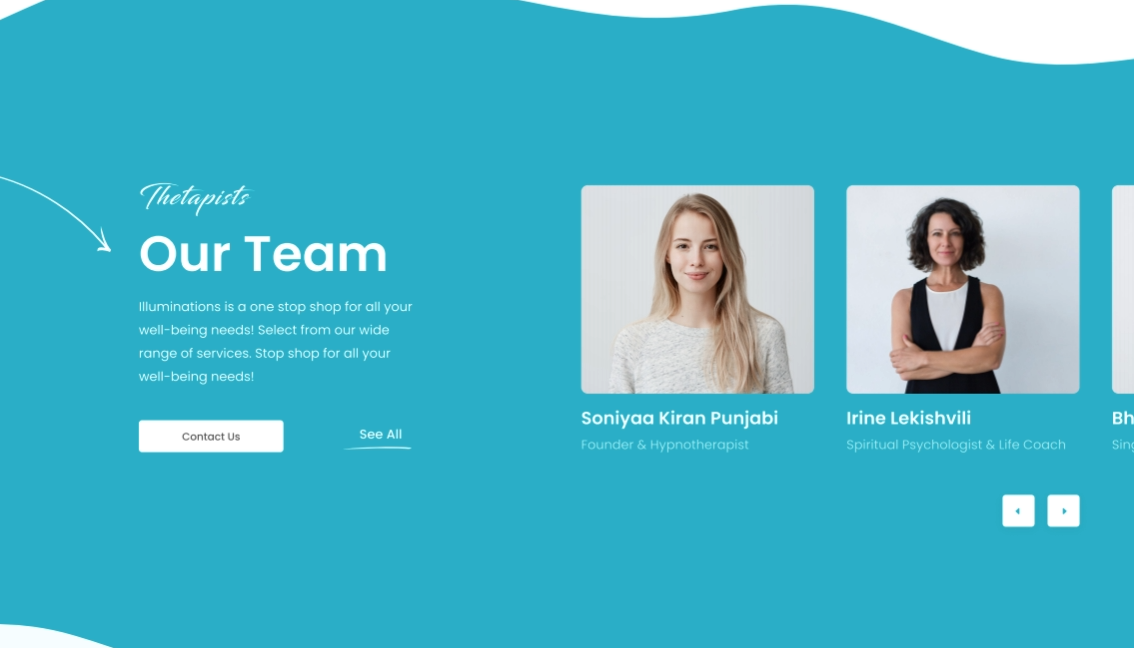 Thetapists
Our Team
Illuminations is a one stop shop for all your
well-being needs! Select from our wide
range of services. Stop shop for all your
well-being needs!
Contact Us
See All
Soniyaa Kiran Punjabi
Founder & Hypnotherapist
Irine Lekishvili
Spiritual Psychologist & Life Coach
Bh
Sing